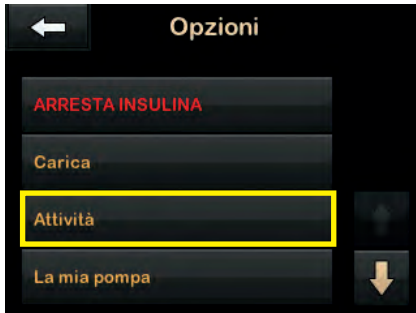 Opzioni
ARRESTA INSULINA
Carica
Attività
La mia pompa